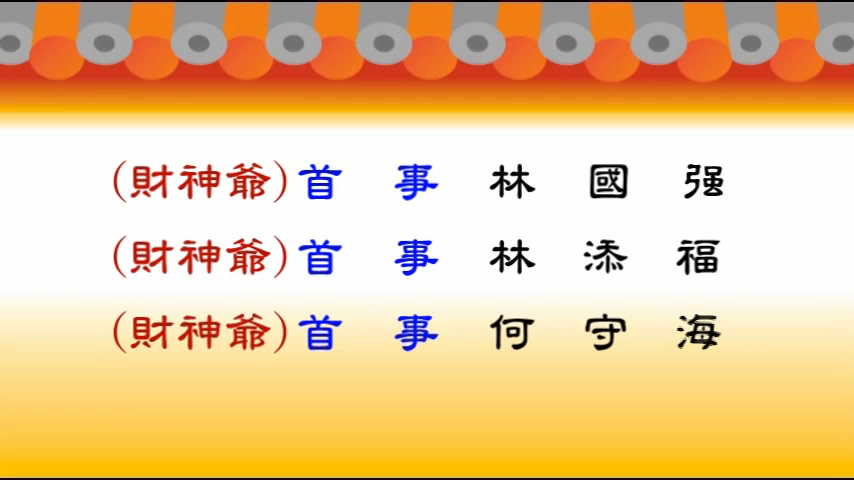 (財神爺)首 事 林 國 强
(財神爺)首 事 林 添 福
(財神爺)首 事 何 守 海